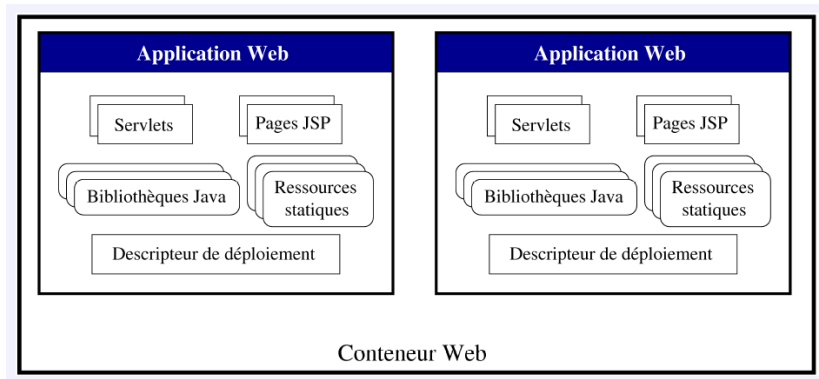 Application Web
Servlets
Pages JSP
Bibliothèques Java
Ressources
statiques
Descripteur de déploiement
Application Web
Servlets
Pages JSP
Bibliothèques Java
Ressources
statiques
Descripteur de déploiement
Conteneur Web